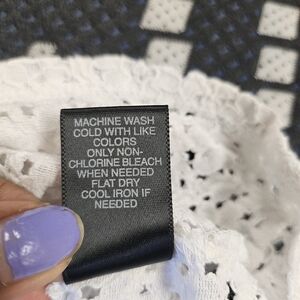 MACHINE WASH
COLD WITH LIKE
COLORS
ONLY NON-
CHLORINE BLEACH
WHEN NEEDED
FLAT DRY
COOL IRON IF
NEEDED